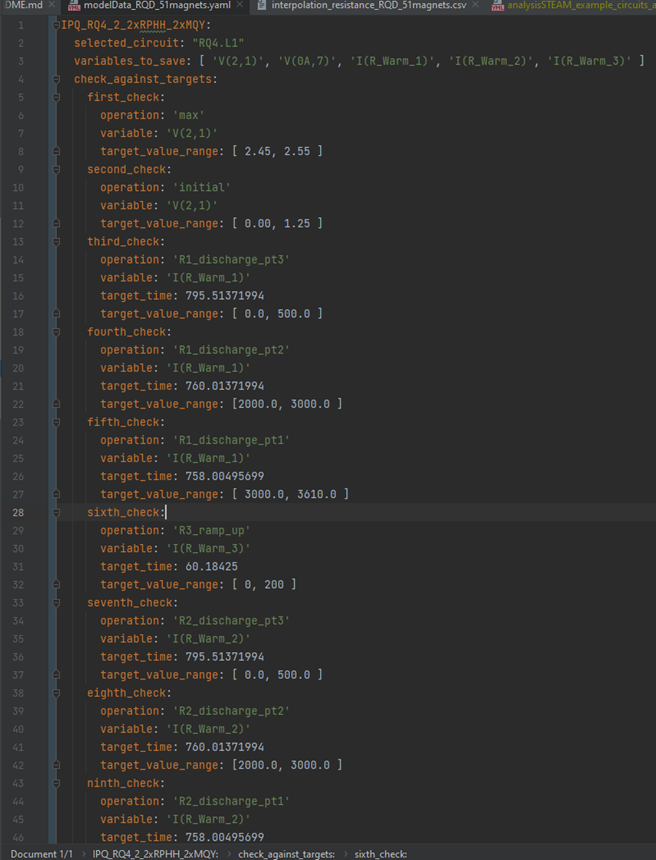 DME.md modelData_RQD_51magnets.yaml interpolation_resistance_RQD_51magnets.csv analysisSTEAM_example_circuits_a
1 IPQ_RQ4_2_2xRPHH_2xMQY:
2 selected_circuit: "RQ4.L1"
3 variables_to_save: [ 'V(2,1)', 'V(0A,7)', 'I(R_Warm_1)', 'I(R_Warm_2)', 'I(R_Warm_3)' ]
4 check_against_targets:
5 first_check:
6 operation: 'max'
7 variable: 'V(2,1)'
8 target_value_range: [ 2.45, 2.55 ]
9 second_check:
10 operation: 'initial'
11 variable: 'V(2,1)'
12 target_value_range: [ 0.00, 1.25 ]
13 third_check:
14 operation: 'R1_discharge_pt3'
15 variable: 'I(R_Warm_1)'
16 target_time: 795.51371994
17 target_value_range: [ 0.0, 500.0 ]
18 fourth_check:
19 operation: 'R1_discharge_pt2'
20 variable: 'I(R_Warm_1)'
21 target_time: 760.01371994
22 target_value_range: [2000.0, 3000.0 ]
23 fifth_check:
24 operation: 'R1_discharge_pt1'
25 variable: 'I(R_Warm_1)'
26 target_time: 758.00495699
27 target_value_range: [ 3000.0, 3610.0 ]
28 sixth_check:
29 operation: 'R3_ramp_up'
30 variable: 'I(R_Warm_3)'
31 target_time: 60.18425
32 target_value_range: [ 0, 200 ]
33 seventh_check:
34 operation: 'R2_discharge_pt3'
35 variable: 'I(R_Warm_2)'
36 target_time: 795.51371994
37 target_value_range: [ 0.0, 500.0 ]
38 eighth_check:
39 operation: 'R2_discharge_pt2'
40 variable: 'I(R_Warm_2)'
41 target_time: 760.01371994
42 target_value_range: [2000.0, 3000.0 ]
43 ninth_check:
44 operation: 'R2_discharge_pt1'
45 variable: 'I(R_Warm_2)'
46 target_time: 758.00495699
Document 1/1 › IPQ_RQ4_2_2xRPHH_2xMQY: › check_against_targets: › sixth_check: